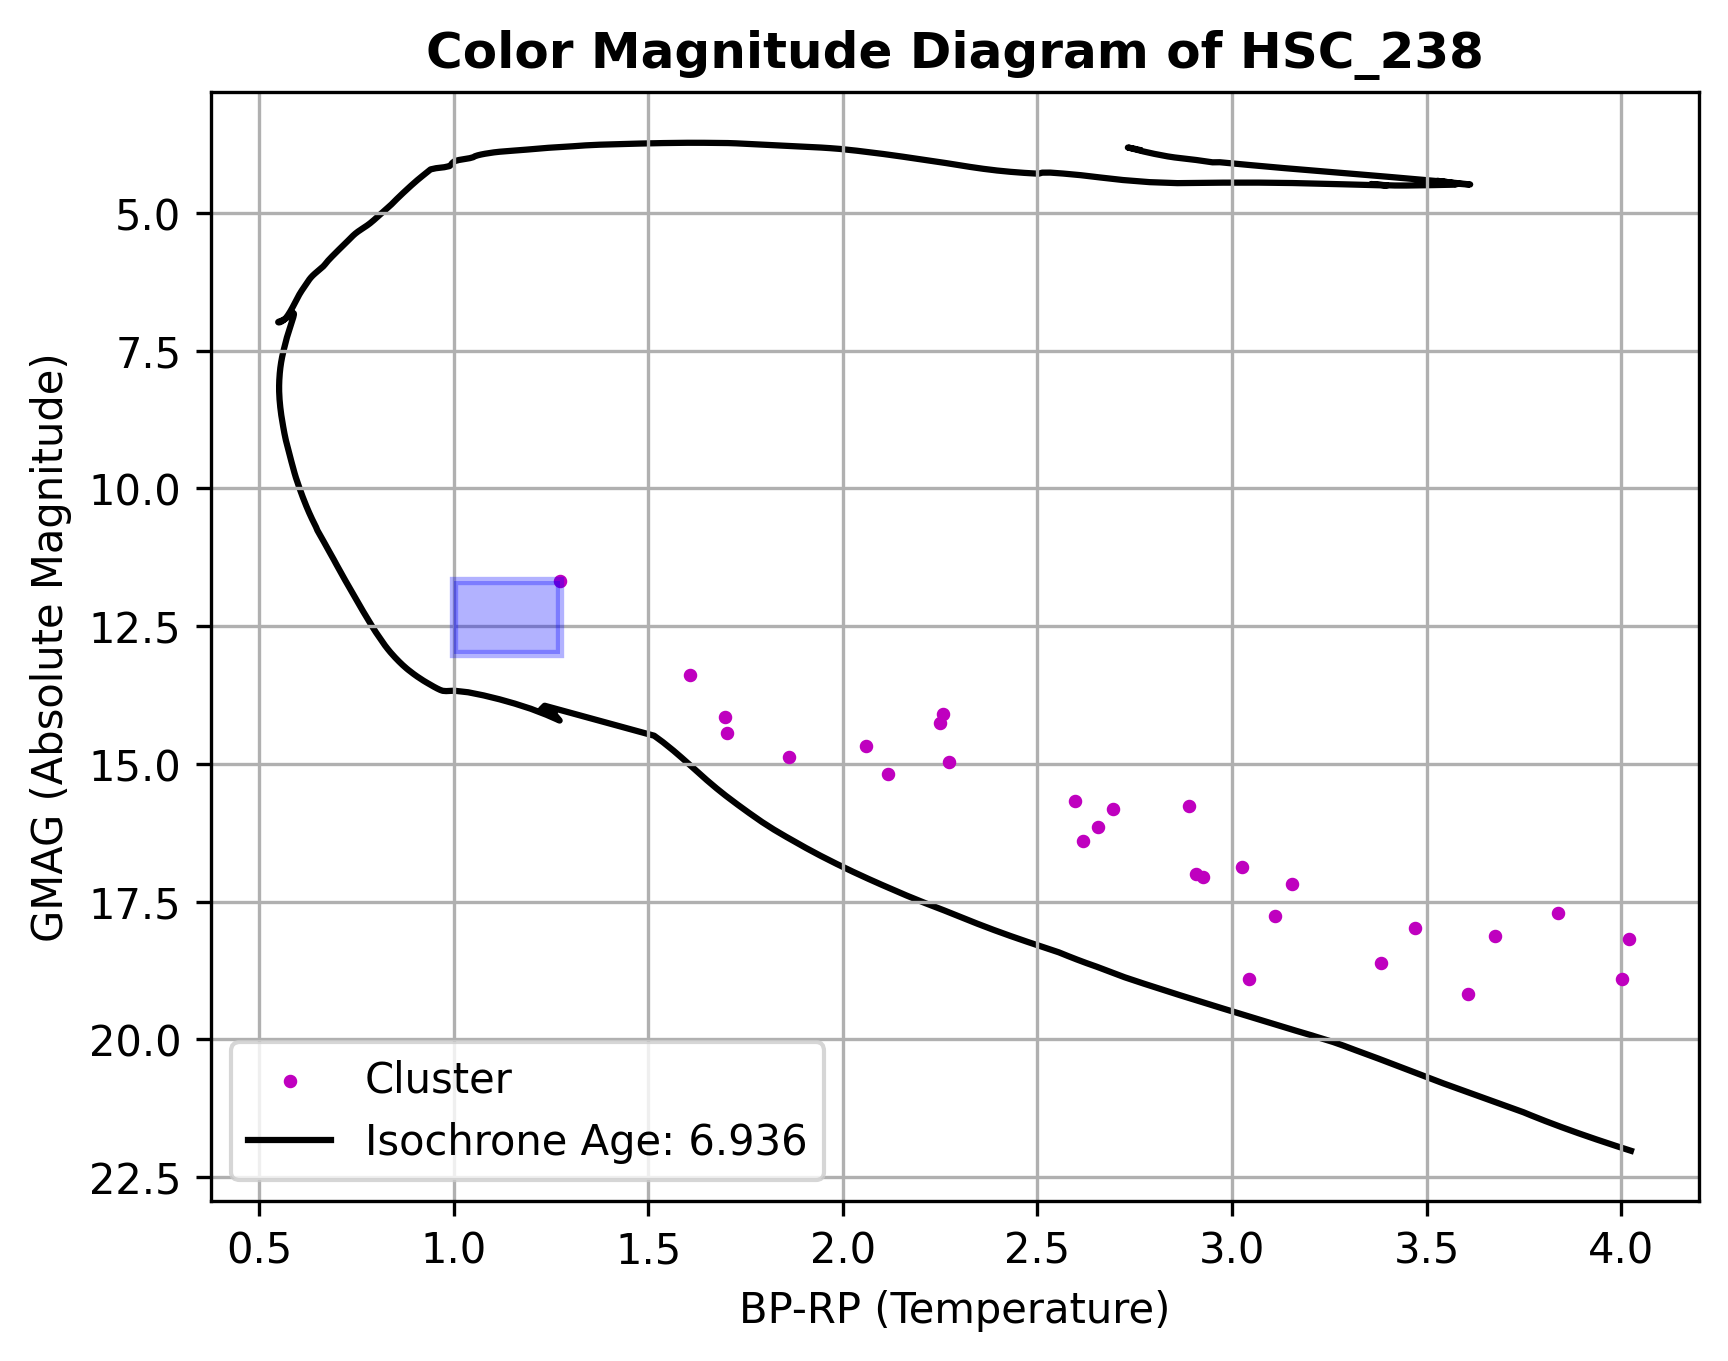 Color Magnitude Diagram of HSC_238
GMAG (Absolute Magnitude)
5.0
7.5
10.0
12.5
15.0
17.5
20.0
22.5
Cluster
Isochrone Age: 6.936
0.5 1.0 1.5 2.0 2.5 3.0 3.5 4.0
BP-RP (Temperature)